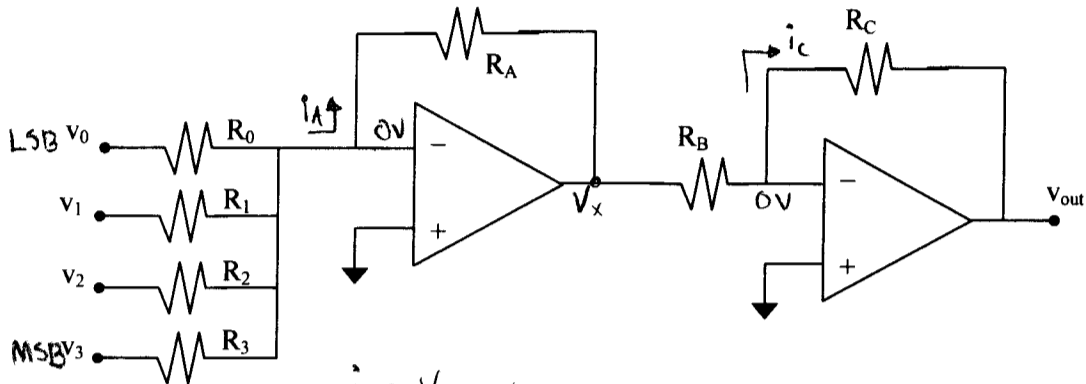 R_C
i_C
R_A
i_A
0V
LSB v_0
R_0
−
R_B
v_1
R_1
V_x
0V
−
v_out
v_2
R_2
+
+
MSB v_3
R_3